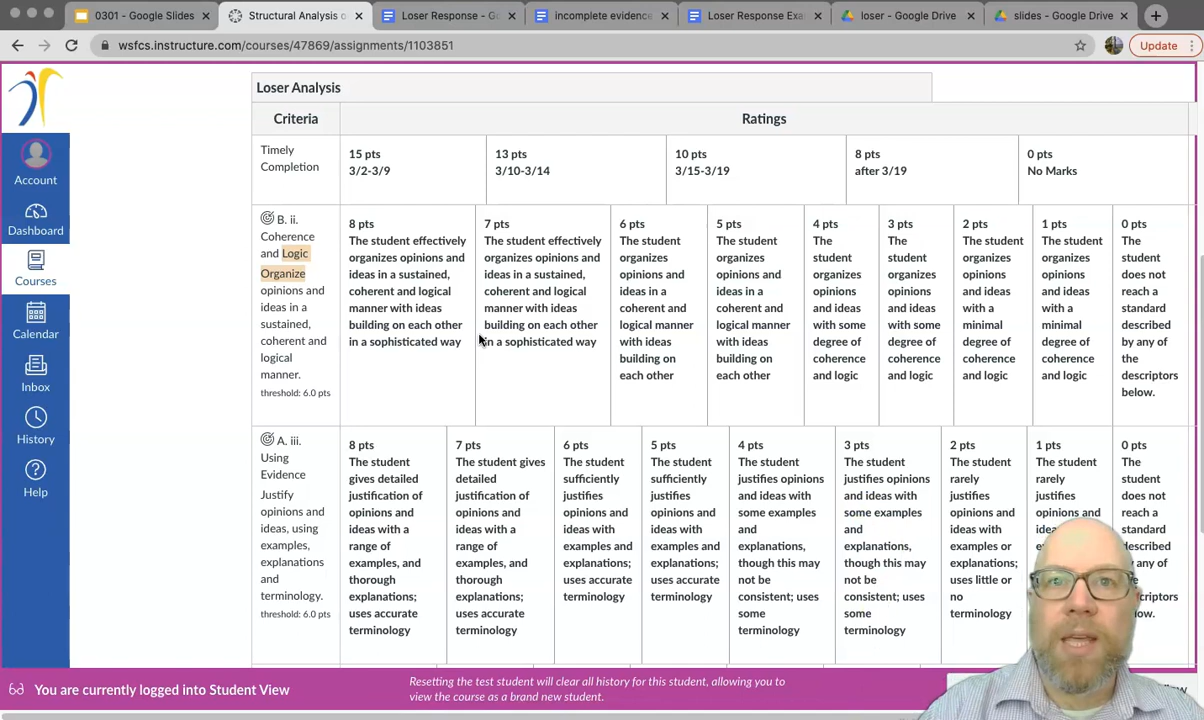 0301 - Google Slides
Structural Analysis o
Loser Response - G
incomplete evidence
Loser Response Exa
loser - Google Drive
slides - Google Drive
wsfcs.instructure.com/courses/47869/assignments/1103851
Update
Account
Dashboard
Courses
Calendar
Inbox
History
Help
Loser Analysis
Criteria
Ratings
Timely
Completion
15 pts
3/2-3/9
13 pts
3/10-3/14
10 pts
3/15-3/19
8 pts
after 3/19
0 pts
No Marks
B. ii.
Coherence
and Logic
Organize
opinions and
ideas in a
sustained,
coherent and
logical
manner.
threshold: 6.0 pts
8 pts
The student effectively
organizes opinions and
ideas in a sustained,
coherent and logical
manner with ideas
building on each other
in a sophisticated way
7 pts
The student effectively
organizes opinions and
ideas in a sustained,
coherent and logical
manner with ideas
building on each other
in a sophisticated way
6 pts
The student
organizes
opinions and
ideas in a
coherent and
logical manner
with ideas
building on
each other
5 pts
The student
organizes
opinions and
ideas in a
coherent and
logical manner
with ideas
building on
each other
4 pts
The
student
organizes
opinions
and ideas
with some
degree of
coherence
and logic
3 pts
The
student
organizes
opinions
and ideas
with some
degree of
coherence
and logic
2 pts
The student
organizes
opinions
and ideas
with a
minimal
degree of
coherence
and logic
1 pts
The student
organizes
opinions
and ideas
with a
minimal
degree of
coherence
and logic
0 pts
The
student
does not
reach a
standard
described
by any of
the
descriptors
below.
A. iii.
Using
Evidence
Justify
opinions and
ideas, using
examples,
explanations
and
terminology.
threshold: 6.0 pts
8 pts
The student
gives detailed
justification of
opinions and
ideas with a
range of
examples, and
thorough
explanations;
uses accurate
terminology
7 pts
The student gives
detailed
justification of
opinions and
ideas with a
range of
examples, and
thorough
explanations;
uses accurate
terminology
6 pts
The student
sufficiently
justifies
opinions and
ideas with
examples and
explanations;
uses accurate
terminology
5 pts
The student
sufficiently
justifies
opinions and
ideas with
examples and
explanations;
uses accurate
terminology
4 pts
The student
justifies opinions
and ideas with
some examples
and
explanations,
though this may
not be
consistent; uses
some
terminology
3 pts
The student
justifies opinions
and ideas with
some examples
and
explanations,
though this may
not be
consistent; uses
some
terminology
2 pts
The student
rarely
justifies
opinions and
ideas with
examples or
explanations;
uses little or
no
terminology
1 pts
The student
rarely
justifies
opinions and
0 pts
The
student
does not
reach a
standard
You are currently logged into Student View
Resetting the test student will clear all history for this student, allowing you to
view the course as a brand new student.